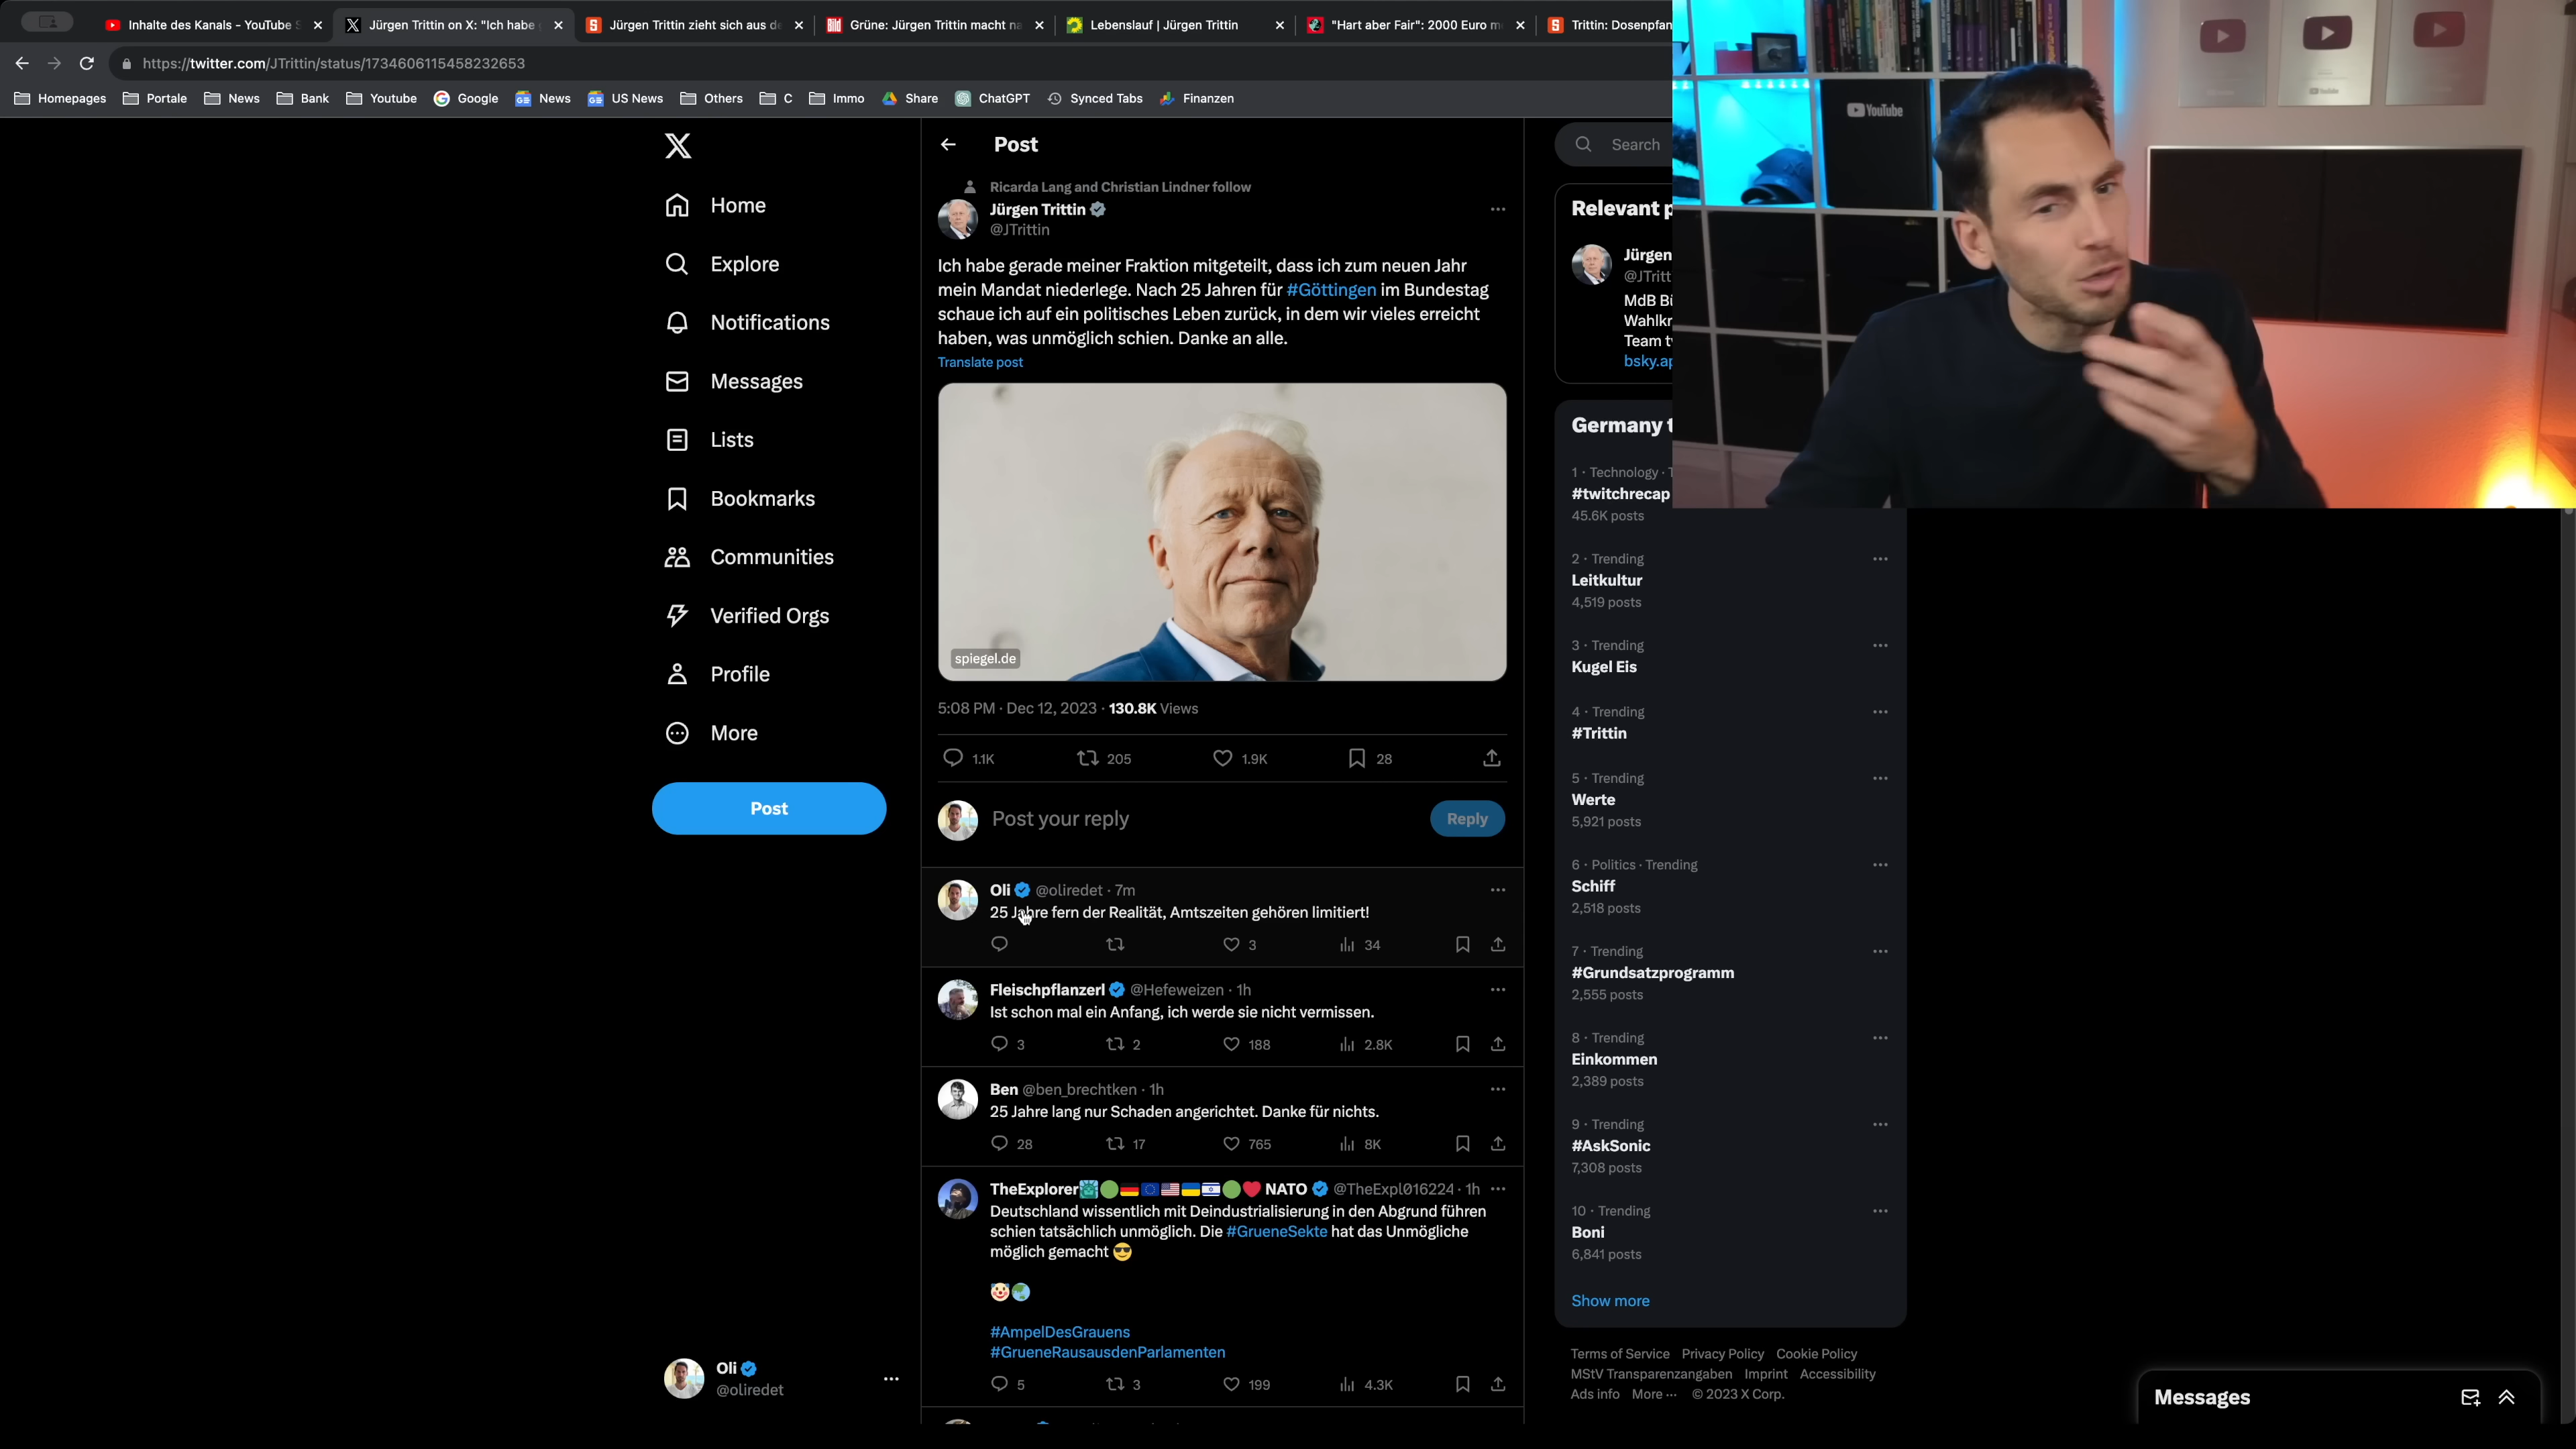 Inhalte des Kanals - YouTube S
Jürgen Trittin on X: "Ich habe
Jürgen Trittin zieht sich aus de
Grüne: Jürgen Trittin macht na
Lebenslauf | Jürgen Trittin
"Hart aber Fair": 2000 Euro m
Trittin: Dosenpfan
https://twitter.com/JTrittin/status/1734606115458232653
Homepages
Portale
News
Bank
Youtube
Google
News
US News
Others
C
Immo
Share
ChatGPT
Synced Tabs
Finanzen
YouTube
Home
Explore
Notifications
Messages
Lists
Bookmarks
Communities
Verified Orgs
Profile
More
Post
Oli
@oliredet
Post
Ricarda Lang and Christian Lindner follow
Jürgen Trittin
@JTrittin
Ich habe gerade meiner Fraktion mitgeteilt, dass ich zum neuen Jahr
mein Mandat niederlege. Nach 25 Jahren für #Göttingen im Bundestag
schaue ich auf ein politisches Leben zurück, in dem wir vieles erreicht
haben, was unmöglich schien. Danke an alle.
Translate post
spiegel.de
5:08 PM · Dec 12, 2023 · 130.8K Views
1.1K 205 1.9K 28
Post your reply
Reply
Oli @oliredet · 7m
25 Jahre fern der Realität, Amtszeiten gehören limitiert!
3 34
Fleischpflanzerl @Hefeweizen · 1h
Ist schon mal ein Anfang, ich werde sie nicht vermissen.
3 2 188 2.8K
Ben @ben_brechtken · 1h
25 Jahre lang nur Schaden angerichtet. Danke für nichts.
28 17 765 8K
TheExplorer NATO @TheExpl016224 · 1h
Deutschland wissentlich mit Deindustrialisierung in den Abgrund führen
schien tatsächlich unmöglich. Die #GrueneSekte hat das Unmögliche
möglich gemacht 😎
🤡🌏
#AmpelDesGrauens
#GrueneRausausdenParlamenten
5 3 199 4.3K
Search
Relevant p
Jürgen
@JTritt
MdB Bü
Wahlkr
Team tw
bsky.ap
Germany t
1 · Technology · T
#twitchrecap
45.6K posts
2 · Trending
Leitkultur
4,519 posts
3 · Trending
Kugel Eis
4 · Trending
#Trittin
5 · Trending
Werte
5,921 posts
6 · Politics · Trending
Schiff
2,518 posts
7 · Trending
#Grundsatzprogramm
2,555 posts
8 · Trending
Einkommen
2,389 posts
9 · Trending
#AskSonic
7,308 posts
10 · Trending
Boni
6,841 posts
Show more
Terms of Service Privacy Policy Cookie Policy
MStV Transparenzangaben Imprint Accessibility
Ads info More ··· © 2023 X Corp.
Messages